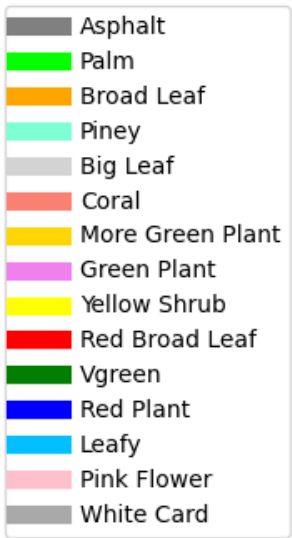 Asphalt
Palm
Broad Leaf
Piney
Big Leaf
Coral
More Green Plant
Green Plant
Yellow Shrub
Red Broad Leaf
Vgreen
Red Plant
Leafy
Pink Flower
White Card